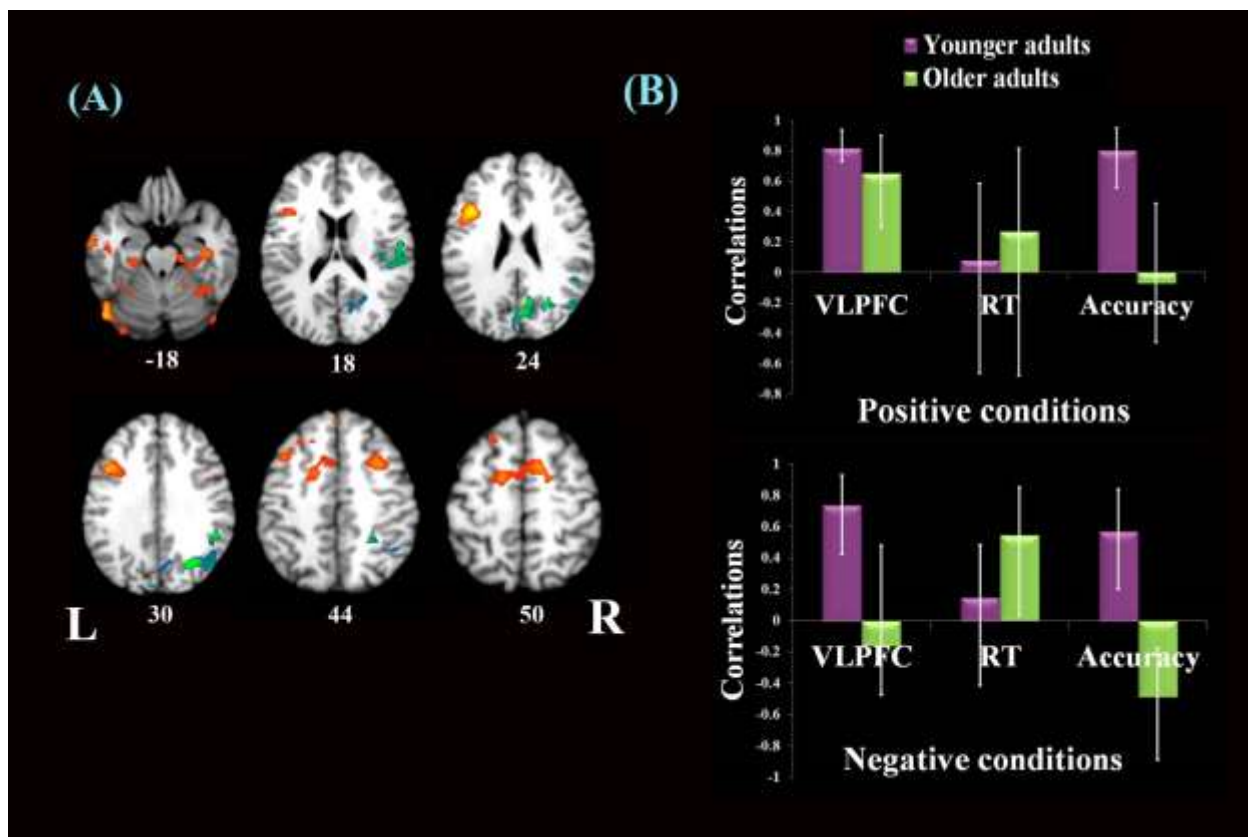 (A)
-18
18
24
30
44
50
L
R
(B)
Younger adults
Older adults
Correlations
1
0.8
0.6
0.4
0.2
0
-0.2
-0.4
-0.6
-0.8
VLPFC
RT
Accuracy
Positive conditions
Correlations
1
0.8
0.6
0.4
0.2
0
-0.2
-0.4
-0.6
-0.8
-1
VLPFC
RT
Accuracy
Negative conditions